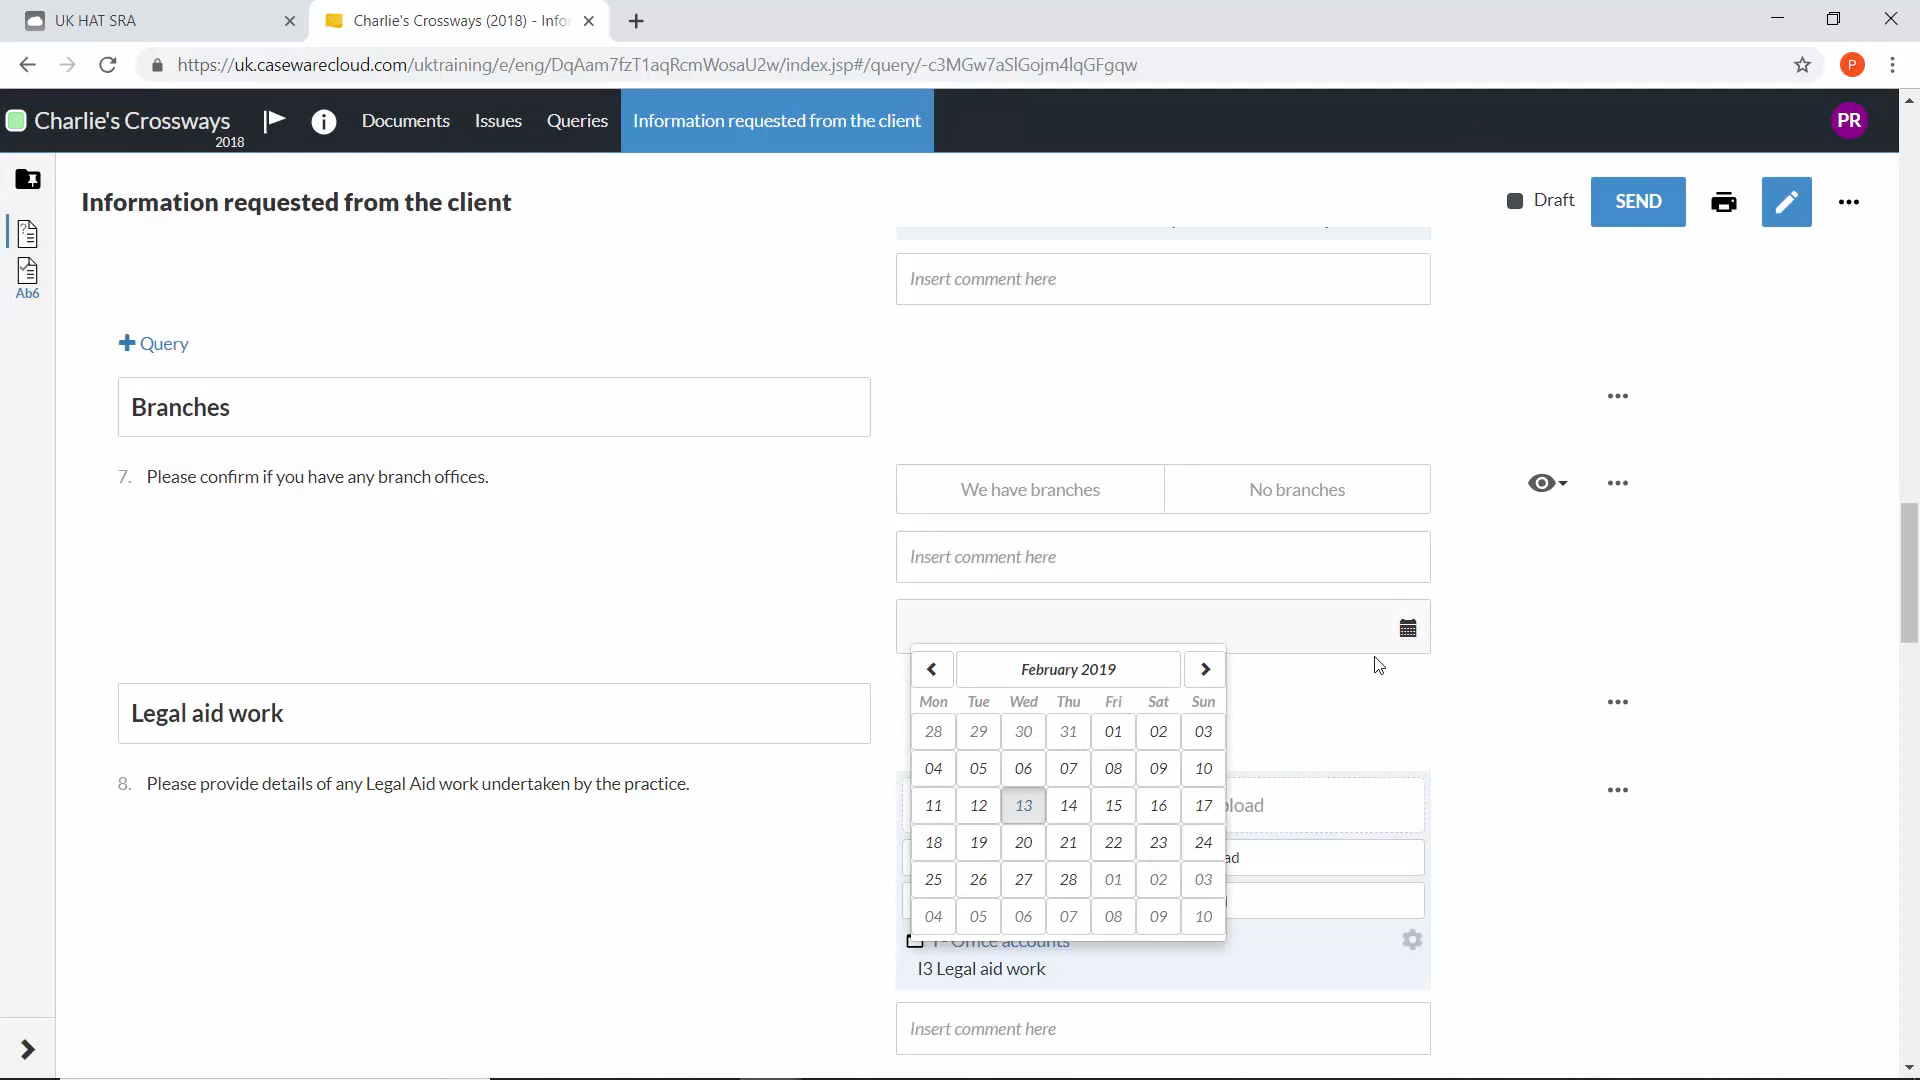 UK HAT SRA
Charlie's Crossways (2018) - Info
https://uk.casewarecloud.com/uktraining/e/eng/DqAam7fzT1aqRcmWosaU2w/index.jsp#/query/-c3MGw7aSlGojm4lqGFgqw
P
Charlie's Crossways
2018
Documents Issues Queries Information requested from the client
PR
Information requested from the client
Draft SEND
Ab6
Insert comment here
Query
Branches
7. Please confirm if you have any branch offices.
We have branches No branches
Insert comment here
February 2019
Mon Tue Wed Thu Fri Sat Sun
28 29 30 31 01 02 03
04 05 06 07 08 09 10
11 12 13 14 15 16 17
18 19 20 21 22 23 24
25 26 27 28 01 02 03
04 05 06 07 08 09 10
Legal aid work
8. Please provide details of any Legal Aid work undertaken by the practice.
load
ad
I - Office accounts
I3 Legal aid work
Insert comment here